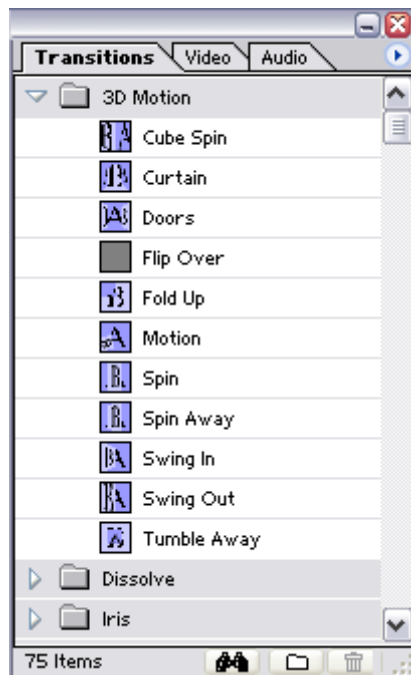 Transitions Video Audio
3D Motion
Cube Spin
Curtain
Doors
Flip Over
Fold Up
Motion
Spin
Spin Away
Swing In
Swing Out
Tumble Away
Dissolve
Iris
75 Items